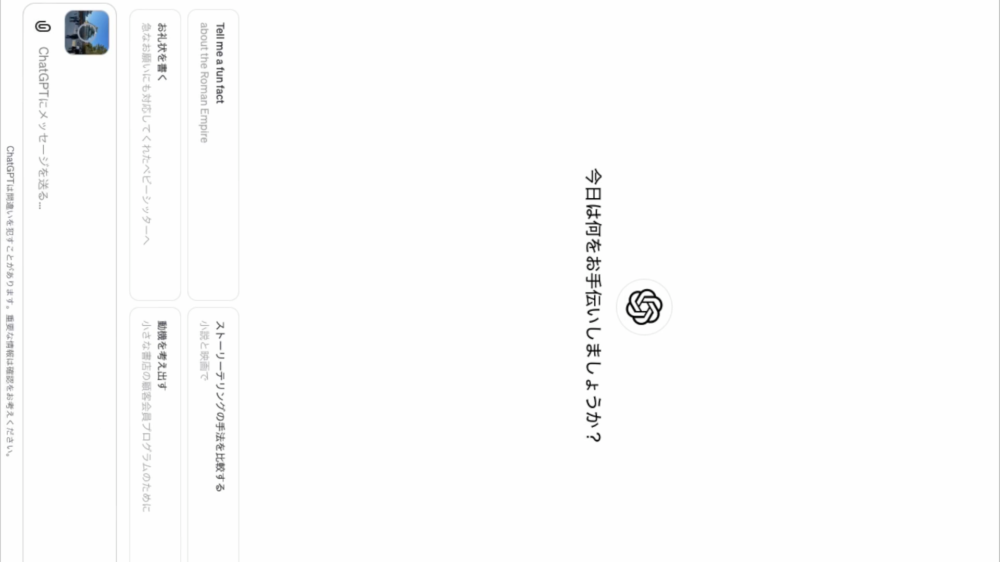 今日は何をお手伝いしましょうか？
Tell me a fun fact
about the Roman Empire
ストーリーテリングの手法を比較する
小説と映画で
お礼状を書く
急なお願いにも対応してくれたベビーシッターへ
動機を考え出す
小さな書店の顧客会員プログラムのために
ChatGPTにメッセージを送る...
ChatGPTは間違いを犯すことがあります。重要な情報は確認をお考えください。